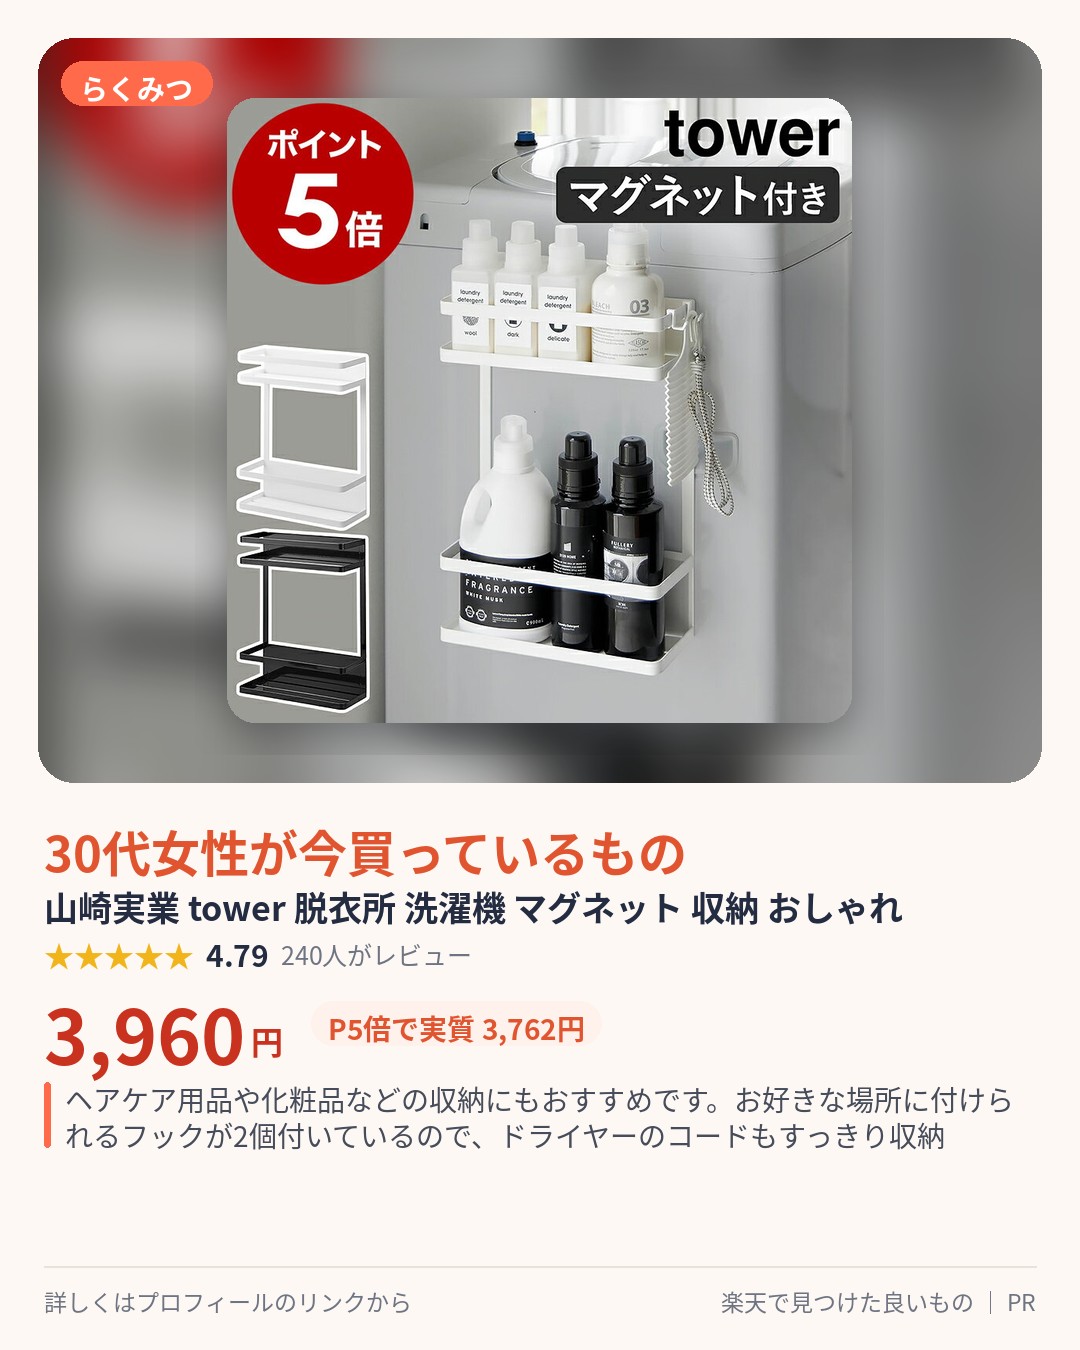 らくみつ
ポイント
5倍
tower
マグネット付き
laundry
detergent
wool
laundry
detergent
dark
laundry
detergent
delicate
03
FRAGRANCE
WHITE MUSK
30代女性が今買っているもの
山崎実業 tower 脱衣所 洗濯機 マグネット 収納 おしゃれ
★★★★★ 4.79 240人がレビュー
3,960円 P5倍で実質 3,762円
ヘアケア用品や化粧品などの収納にもおすすめです。お好きな場所に付けら
れるフックが2個付いているので、ドライヤーのコードもすっきり収納
詳しくはプロフィールのリンクから
楽天で見つけた良いもの｜PR